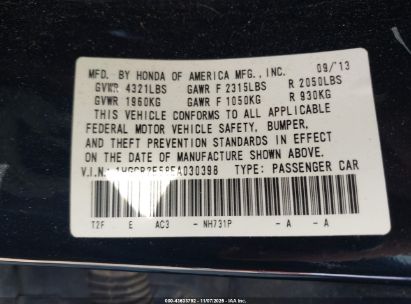 MFD. BY HONDA OF AMERICA MFG., INC. 09/13
GVWR 4321LBS GAWR F 2315LBS R 2050LBS
GVWR 1960KG GAWR F 1050KG R 930KG
THIS VEHICLE CONFORMS TO ALL APPLICABLE
FEDERAL MOTOR VEHICLE SAFETY, BUMPER,
AND THEFT PREVENTION STANDARDS IN EFFECT
ON THE DATE OF MANUFACTURE SHOWN ABOVE.
V.I.N.: TYPE: PASSENGER CAR
T2F E AC3 - NH731P - A - A